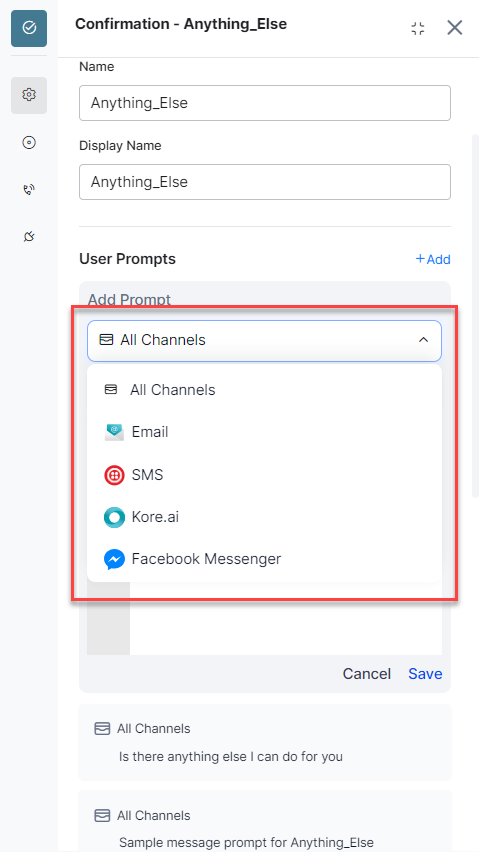 Confirmation - Anything_Else
Name
Anything_Else
Display Name
Anything_Else
User Prompts
+Add
Add Prompt
All Channels
All Channels
Email
SMS
Kore.ai
Facebook Messenger
Cancel Save
All Channels
Is there anything else I can do for you
All Channels
Sample message prompt for Anything_Else